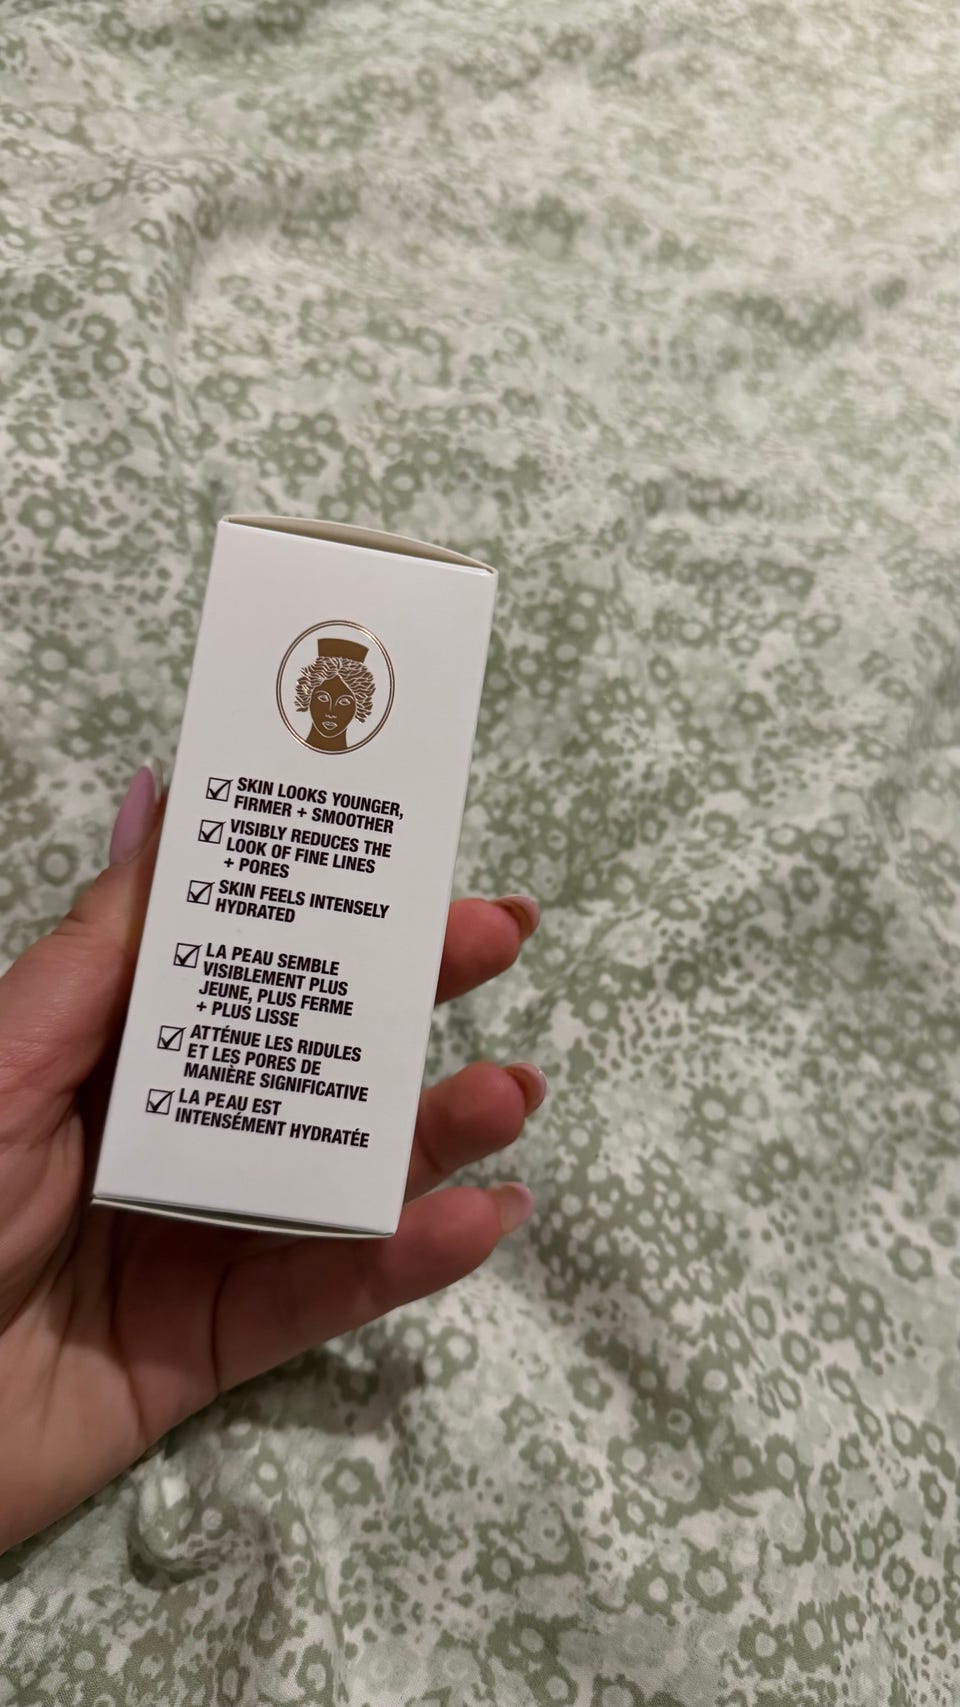 SKIN LOOKS YOUNGER,
FIRMER + SMOOTHER
VISIBLY REDUCES THE
LOOK OF FINE LINES
+ PORES
SKIN FEELS INTENSELY
HYDRATED
LA PEAU SEMBLE
VISIBLEMENT PLUS
JEUNE, PLUS FERME
+ PLUS LISSE
ATTÉNUE LES RIDULES
ET LES PORES DE
MANIÈRE SIGNIFICATIVE
LA PEAU EST
INTENSÉMENT HYDRATÉE